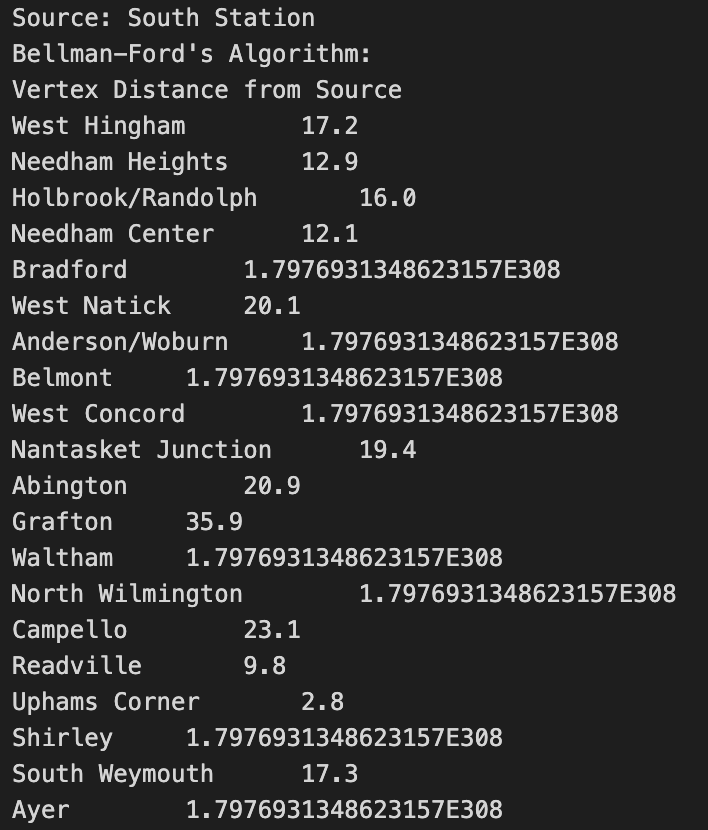 Source: South Station
Bellman-Ford's Algorithm:
Vertex Distance from Source
West Hingham 17.2
Needham Heights 12.9
Holbrook/Randolph 16.0
Needham Center 12.1
Bradford 1.7976931348623157E308
West Natick 20.1
Anderson/Woburn 1.7976931348623157E308
Belmont 1.7976931348623157E308
West Concord 1.7976931348623157E308
Nantasket Junction 19.4
Abington 20.9
Grafton 35.9
Waltham 1.7976931348623157E308
North Wilmington 1.7976931348623157E308
Campello 23.1
Readville 9.8
Uphams Corner 2.8
Shirley 1.7976931348623157E308
South Weymouth 17.3
Ayer 1.7976931348623157E308